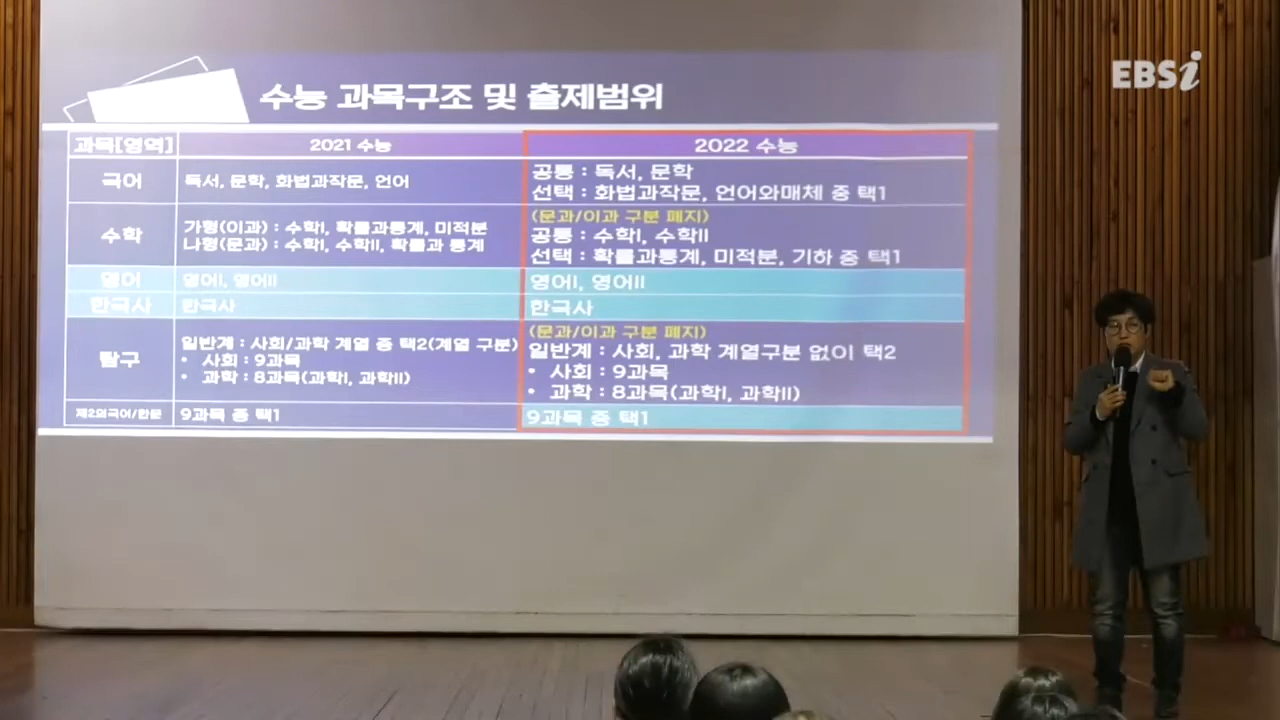 EBSi
수능 과목구조 및 출제범위
과목[영역]
2021 수능
2022 수능
국어
독서, 문학, 화법과작문, 언어
공통 : 독서, 문학
선택 : 화법과작문, 언어와매체 중 택1
수학
가형(이과) : 수학I, 확률과통계, 미적분
나형(문과) : 수학I, 수학II, 확률과 통계
(문과/이과 구분 폐지)
공통 : 수학I, 수학II
선택 : 확률과통계, 미적분, 기하 중 택1
영어
영어I, 영어II
영어I, 영어II
한국사
한국사
한국사
탐구
일반계 : 사회/과학 계열 중 택2(계열 구분)
• 사회 : 9과목
• 과학 : 8과목(과학I, 과학II)
(문과/이과 구분 폐지)
일반계 : 사회, 과학 계열구분 없이 택2
• 사회 : 9과목
• 과학 : 8과목(과학I, 과학II)
제2외국어/한문
9과목 중 택1
9과목 중 택1